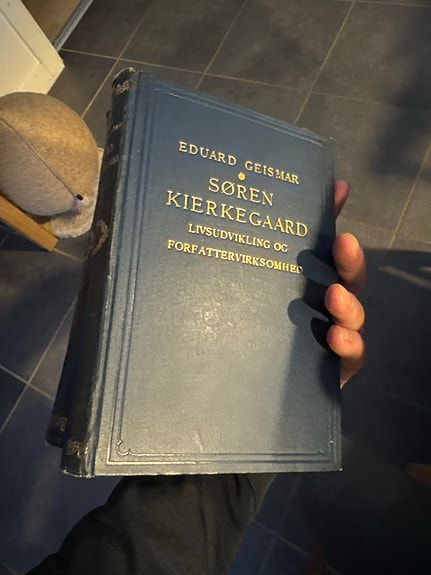 EDUARD GEISMAR
SØREN
KIERKEGAARD
LIVSUDVIKLING OG
FORFATTERVIRKSOMHED